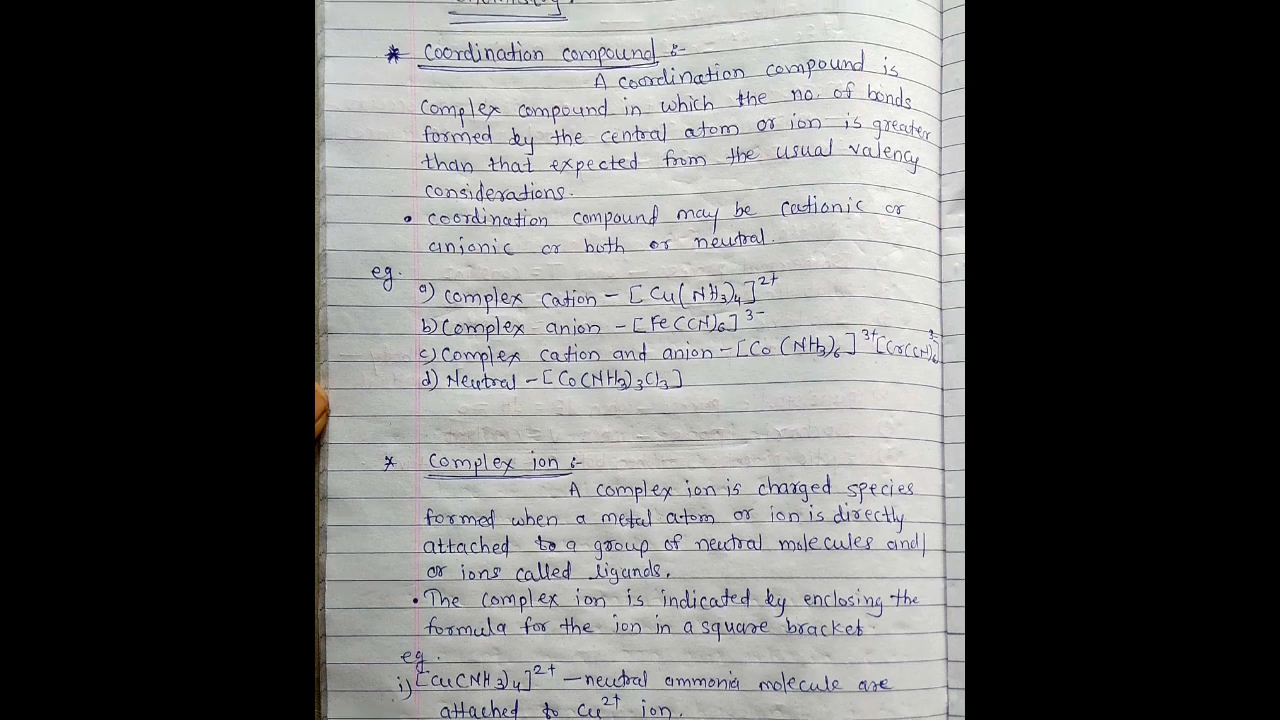 Chemistry.
* Coordination compound :-
A coordination compound is
complex compound in which the no. of bonds
formed by the central atom or ion is greater
than that expected from the usual valency
considerations.
• coordination compound may be cationic or
anionic or both or neutral.
eg.
a) complex cation - [Cu(NH3)4]2+
b) Complex anion - [Fe(CN)6]3-
c) Complex cation and anion - [Co(NH3)6]3+[Cr(CN)6]3-
d) Neutral - [Co(NH3)3Cl3]
* Complex ion :-
A complex ion is charged species
formed when a metal atom or ion is directly
attached to a group of neutral molecules and/
or ions called ligands.
• The complex ion is indicated by enclosing the
formula for the ion in a square bracket.
eg.
i) [Cu(NH3)4]2+ - neutral ammonia molecule are
attached to Cu2+ ion.